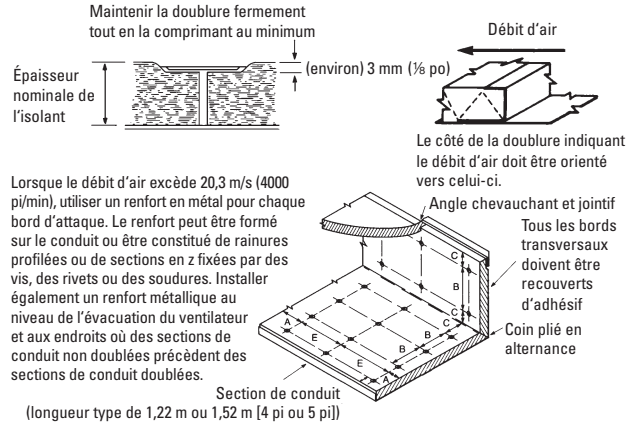 Maintenir la doublure fermement
tout en la comprimant au minimum
Épaisseur
nominale de
l'isolant
(environ) 3 mm (⅛ po)
Débit d'air
Le côté de la doublure indiquant
le débit d'air doit être orienté
vers celui-ci.
Lorsque le débit d'air excède 20,3 m/s (4000
pi/min), utiliser un renfort en métal pour chaque
bord d'attaque. Le renfort peut être formé
sur le conduit ou être constitué de rainures
profilées ou de sections en z fixées par des
vis, des rivets ou des soudures. Installer
également un renfort métallique au
niveau de l'évacuation du ventilateur
et aux endroits où des sections de
conduit non doublées précèdent des
sections de conduit doublées.
Angle chevauchant et jointif
Tous les bords
transversaux
doivent être
recouverts
d'adhésif
Coin plié en
alternance
C
B
C
C
B
B
A
E
E
A
Section de conduit
(longueur type de 1,22 m ou 1,52 m [4 pi ou 5 pi])